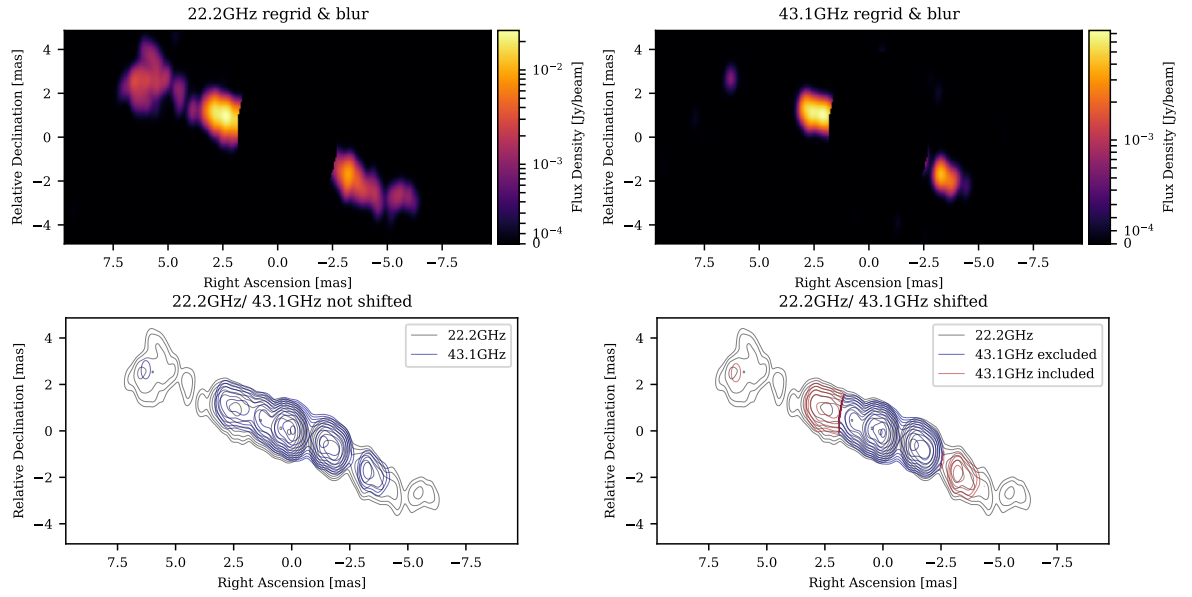 22.2GHz regrid & blur
Relative Declination [mas]
4
2
0
−2
−4
7.5 5.0 2.5 0.0 −2.5 −5.0 −7.5
Right Ascension [mas]
10⁻²
10⁻³
10⁻⁴
0
Flux Density [Jy/beam]
43.1GHz regrid & blur
Relative Declination [mas]
4
2
0
−2
−4
7.5 5.0 2.5 0.0 −2.5 −5.0 −7.5
Right Ascension [mas]
10⁻³
10⁻⁴
0
Flux Density [Jy/beam]
22.2GHz/ 43.1GHz not shifted
Relative Declination [mas]
4
2
0
−2
−4
22.2GHz
43.1GHz
7.5 5.0 2.5 0.0 −2.5 −5.0 −7.5
Right Ascension [mas]
22.2GHz/ 43.1GHz shifted
Relative Declination [mas]
4
2
0
−2
−4
22.2GHz
43.1GHz excluded
43.1GHz included
7.5 5.0 2.5 0.0 −2.5 −5.0 −7.5
Right Ascension [mas]